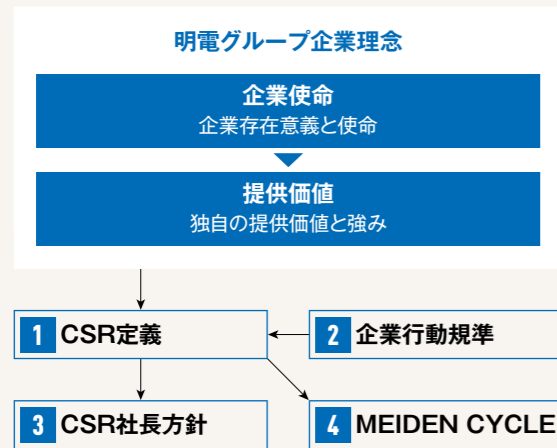 明電グループ企業理念
企業使命
企業存在意義と使命
提供価値
独自の提供価値と強み
1 CSR定義
2 企業行動規準
3 CSR社長方針
4 MEIDEN CYCLE